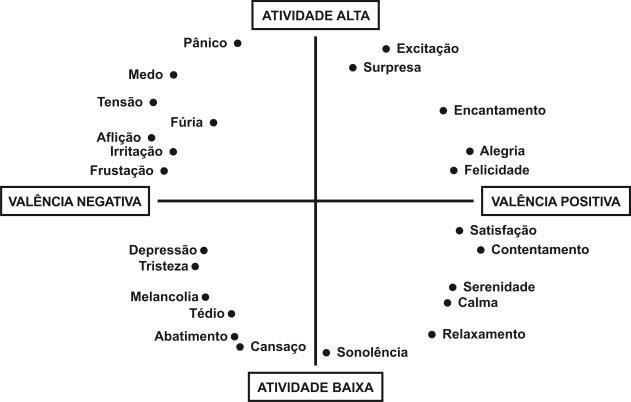 ATIVIDADE ALTA
Pânico
Excitação
Surpresa
Medo
Tensão
Encantamento
Fúria
Aflição
Irritação
Alegria
Frustação
Felicidade
VALÊNCIA NEGATIVA
VALÊNCIA POSITIVA
Satisfação
Depressão
Contentamento
Tristeza
Serenidade
Melancolia
Calma
Tédio
Abatimento
Relaxamento
Cansaço
Sonolência
ATIVIDADE BAIXA